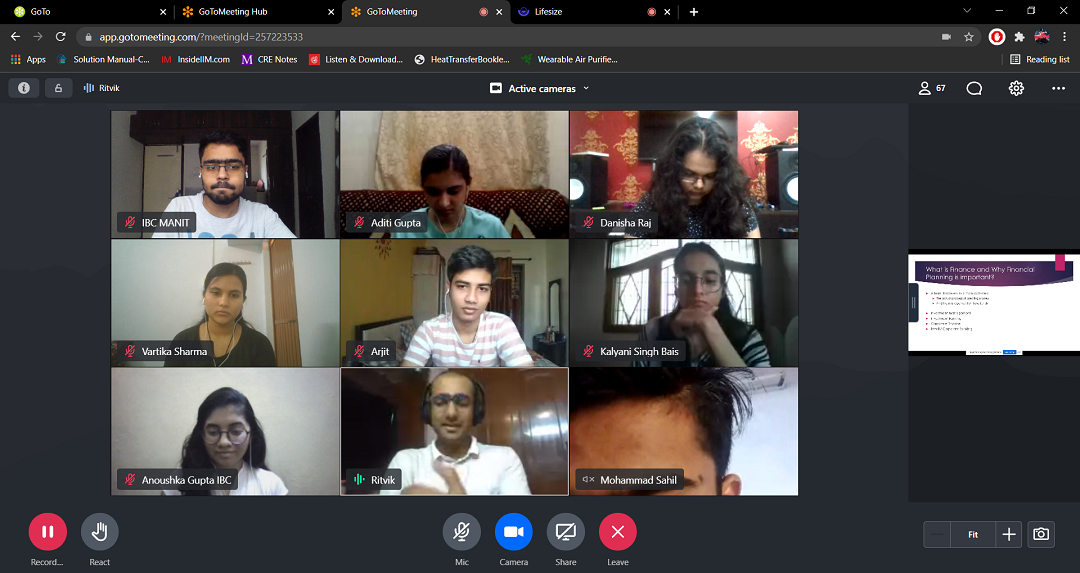 GoTo
GoToMeeting Hub
GoToMeeting
Lifesize
app.gotomeeting.com/?meetingId=257223533
Apps
Solution Manual-C...
IM InsideIIM.com
M CRE Notes
Listen & Download...
HeatTransferBookle...
Wearable Air Purifie...
Reading list
Ritvik
Active cameras
67
IBC MANIT
Aditi Gupta
Danisha Raj
Vartika Sharma
Arjit
Kalyani Singh Bais
Anoushka Gupta IBC
Ritvik
Mohammad Sahil
What is Finance and Why Financial
Planning is important?
Record...
React
Mic
Camera
Share
Leave
Fit